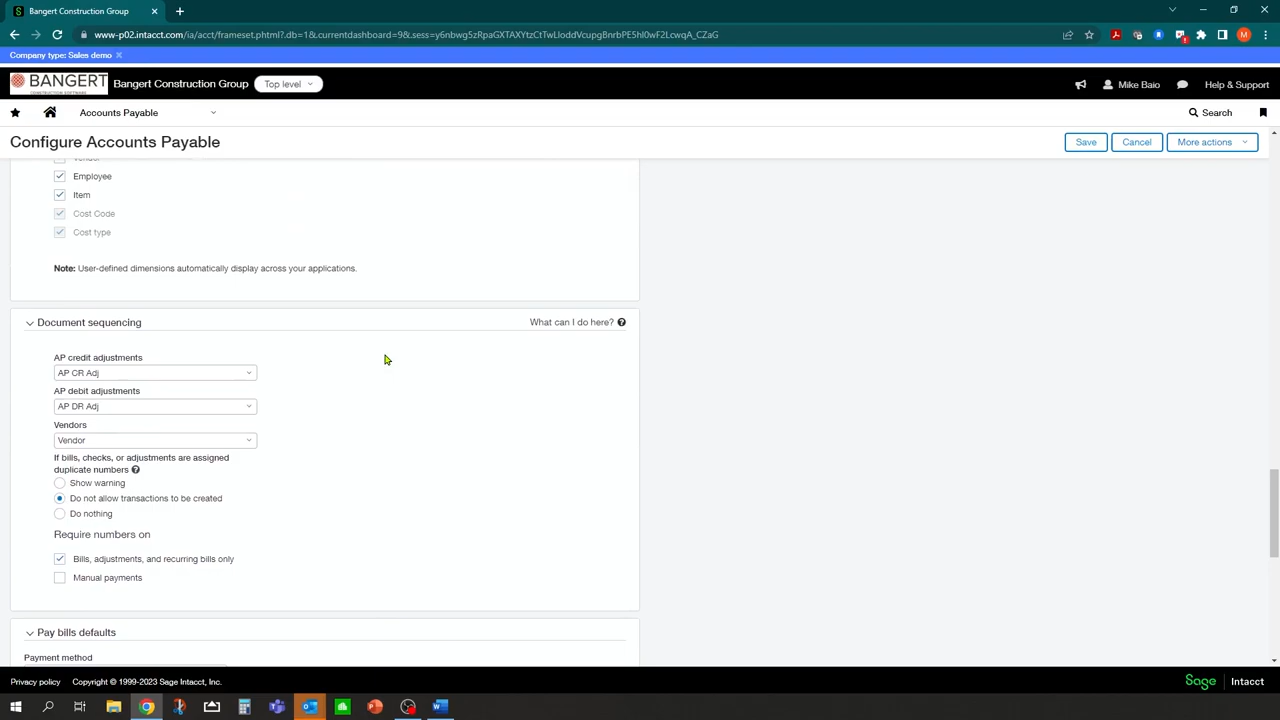 Bangert Construction Group
www-p02.intacct.com/ia/acct/frameset.phtml?.db=1&.currentdashboard=9&.sess=y6nbwg5zRpaGXTAXYtzCtTwLIoddVcupgBnrbPE5hl0wF2LcwqA_CZaG
M
Company type: Sales demo
BANGERT
CONSTRUCTION SOFTWARE
Bangert Construction Group
Top level
Mike Baio
Help & Support
Accounts Payable
Search
Configure Accounts Payable
Save
Cancel
More actions
Vendor
Employee
Item
Cost Code
Cost type
Note: User-defined dimensions automatically display across your applications.
Document sequencing
What can I do here?
AP credit adjustments
AP CR Adj
AP debit adjustments
AP DR Adj
Vendors
Vendor
If bills, checks, or adjustments are assigned
duplicate numbers
Show warning
Do not allow transactions to be created
Do nothing
Require numbers on
Bills, adjustments, and recurring bills only
Manual payments
Pay bills defaults
Payment method
Privacy policy
Copyright © 1999-2023 Sage Intacct, Inc.
Sage
Intacct